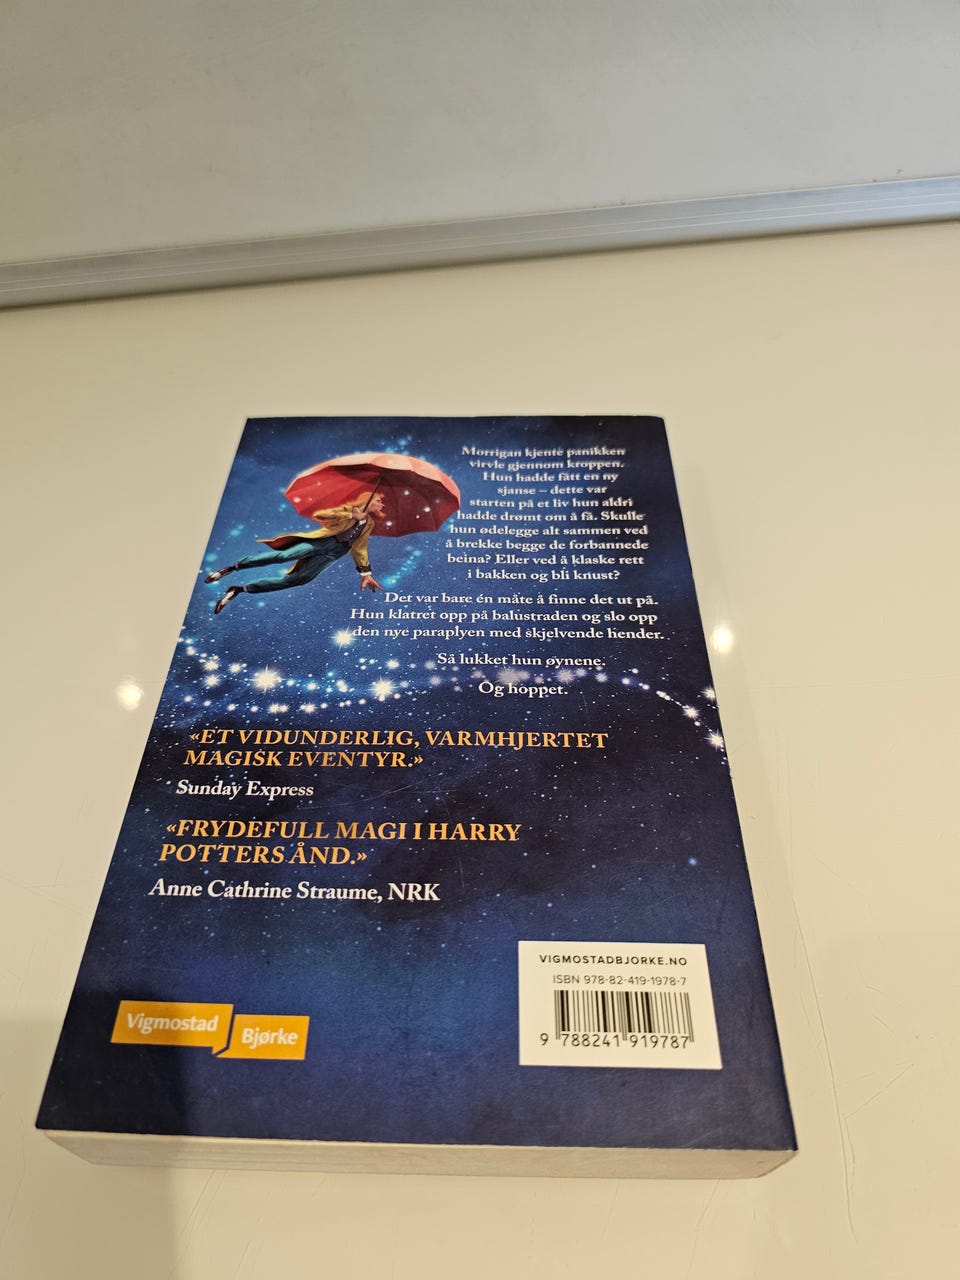 Morrigan kjente panikken
virvle gjennom kroppen.
Hun hadde fått en ny
sjanse – dette var
starten på et liv hun aldri
hadde drømt om å få. Skulle
hun ødelegge alt sammen ved
å brekke begge de forbannede
beina? Eller ved å klaske rett
i bakken og bli knust?
Det var bare én måte å finne det ut på.
Hun klatret opp på balustraden og slo opp
den nye paraplyen med skjelvende hender.
Så lukket hun øynene.
Og hoppet.
«ET VIDUNDERLIG, VARMHJERTET
MAGISK EVENTYR.»
Sunday Express
«FRYDEFULL MAGI I HARRY
POTTERS ÅND.»
Anne Cathrine Straume, NRK
VIGMOSTADBJORKE.NO
ISBN 978-82-419-1978-7
9 788241 919787
Vigmostad
Bjørke